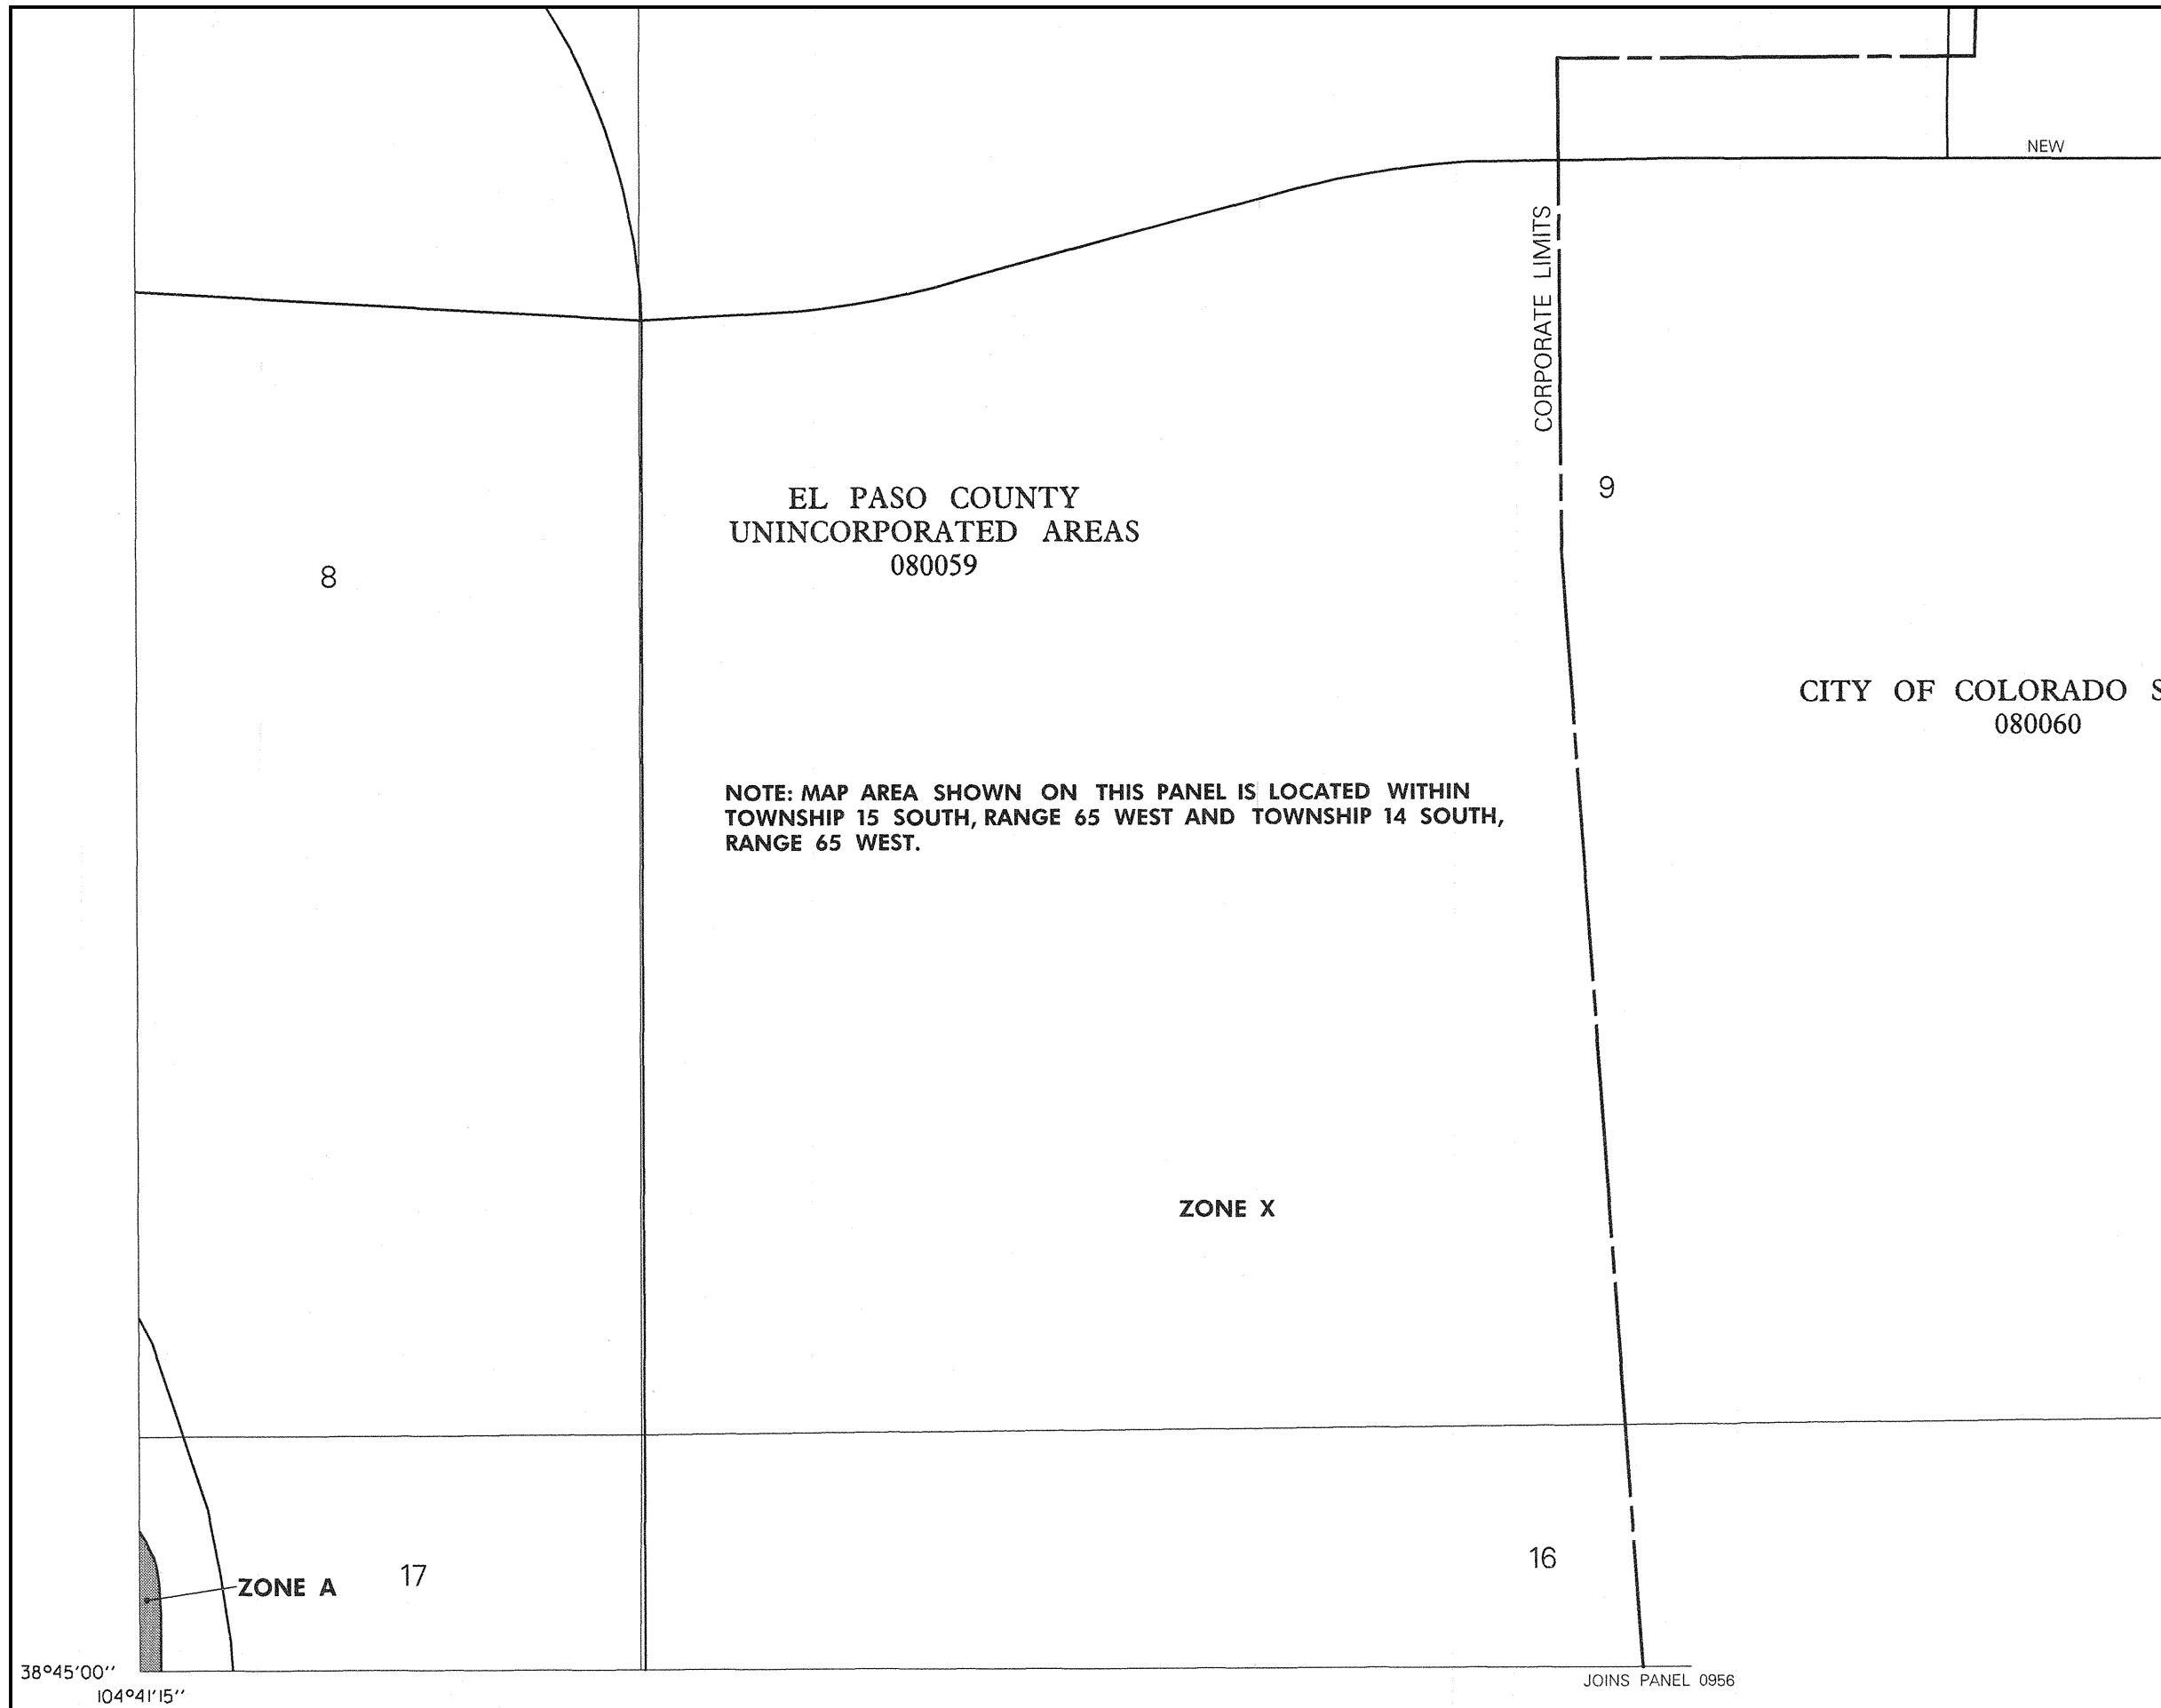 NEW
CORPORATE LIMITS
9
EL PASO COUNTY
UNINCORPORATED AREAS
080059
8
CITY OF COLORADO S
080060
NOTE: MAP AREA SHOWN ON THIS PANEL IS LOCATED WITHIN
TOWNSHIP 15 SOUTH, RANGE 65 WEST AND TOWNSHIP 14 SOUTH,
RANGE 65 WEST.
ZONE X
16
17
ZONE A
38°45'00''
JOINS PANEL 0956
104°41'15''